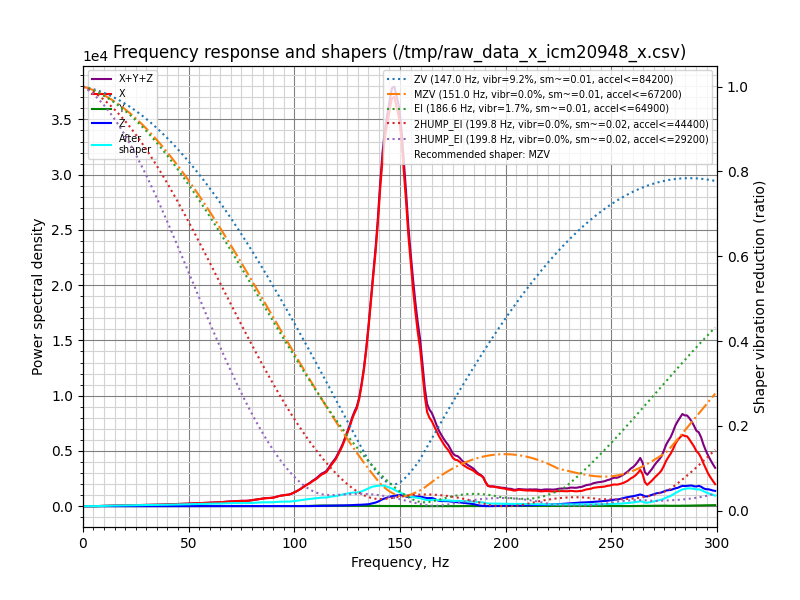 Frequency response and shapers (/tmp/raw_data_x_icm20948_x.csv)
1e4
X+Y+Z
X
Y
Z
After
shaper
ZV (147.0 Hz, vibr=9.2%, sm~=0.01, accel<=84200)
MZV (151.0 Hz, vibr=0.0%, sm~=0.01, accel<=67200)
EI (186.6 Hz, vibr=1.7%, sm~=0.01, accel<=64900)
2HUMP_EI (199.8 Hz, vibr=0.0%, sm~=0.02, accel<=44400)
3HUMP_EI (199.8 Hz, vibr=0.0%, sm~=0.02, accel<=29200)
Recommended shaper: MZV
3.5
3.0
2.5
2.0
1.5
1.0
0.5
0.0
Power spectral density
1.0
0.8
0.6
0.4
0.2
0.0
Shaper vibration reduction (ratio)
0 50 100 150 200 250 300
Frequency, Hz